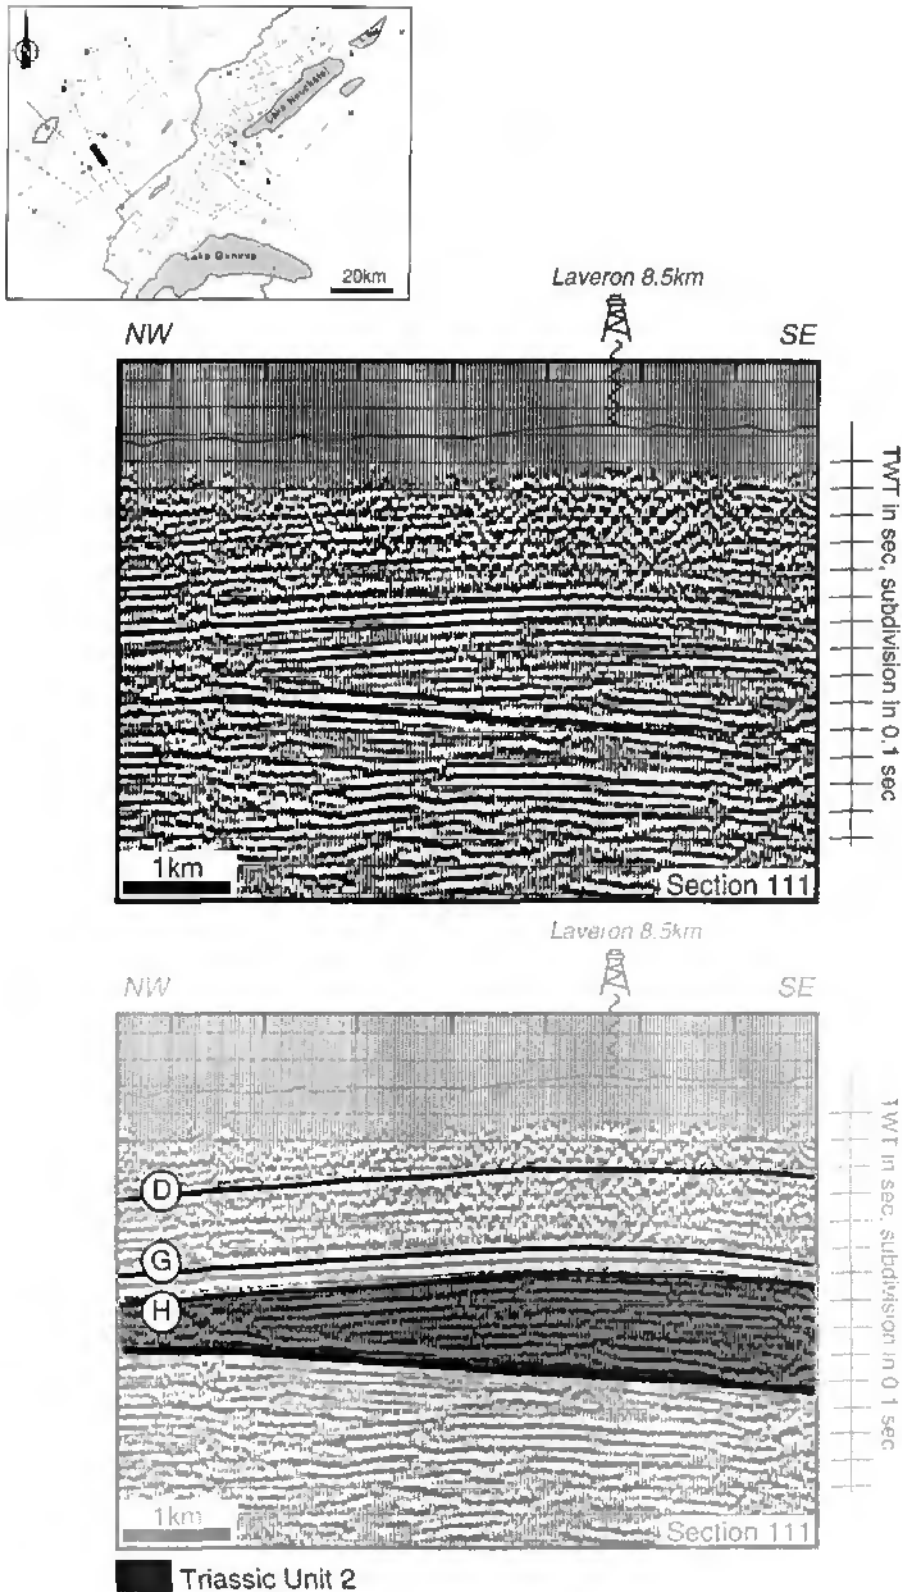 Lake Neuchatel
Lake Geneva
20km
Laveron 8.5km
NW
SE
TWT in sec, subdivision in 0.1 sec
1km
Section 111
Laveron 8.5km
NW
SE
D
G
H
TWT in sec, subdivision in 0.1 sec
1km
Section 111
Triassic Unit 2